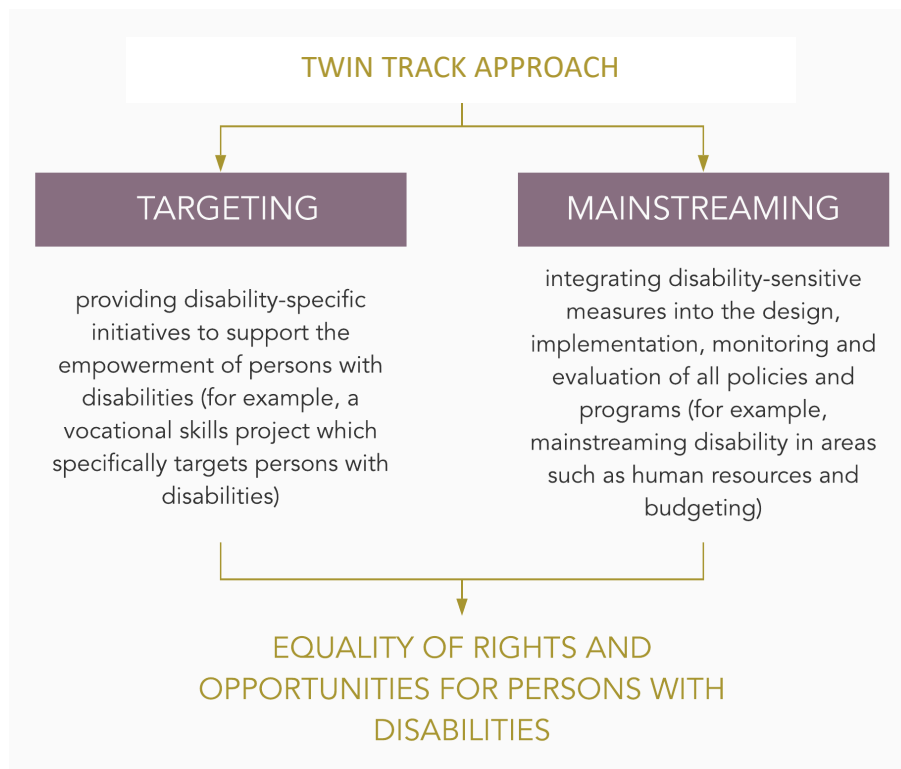 TWIN TRACK APPROACH
TARGETING
providing disability-specific
initiatives to support the
empowerment of persons with
disabilities (for example, a
vocational skills project which
specifically targets persons with
disabilities)
MAINSTREAMING
integrating disability-sensitive
measures into the design,
implementation, monitoring and
evaluation of all policies and
programs (for example,
mainstreaming disability in areas
such as human resources and
budgeting)
EQUALITY OF RIGHTS AND
OPPORTUNITIES FOR PERSONS WITH
DISABILITIES